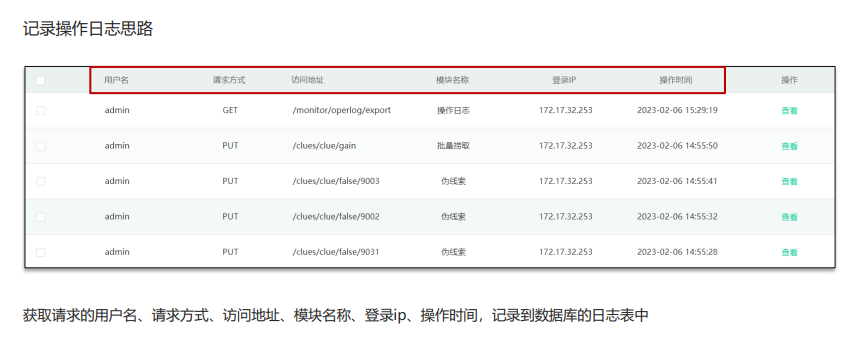 记录操作日志思路
用户名 请求方式 访问地址 模块名称 登录IP 操作时间 操作
admin GET /monitor/operlog/export 操作日志 172.17.32.253 2023-02-06 15:29:19 查看
admin PUT /clues/clue/gain 批量捞取 172.17.32.253 2023-02-06 14:55:50 查看
admin PUT /clues/clue/false/9003 伪线索 172.17.32.253 2023-02-06 14:55:41 查看
admin PUT /clues/clue/false/9002 伪线索 172.17.32.253 2023-02-06 14:55:32 查看
admin PUT /clues/clue/false/9031 伪线索 172.17.32.253 2023-02-06 14:55:28 查看
获取请求的用户名、请求方式、访问地址、模块名称、登录ip、操作时间，记录到数据库的日志表中